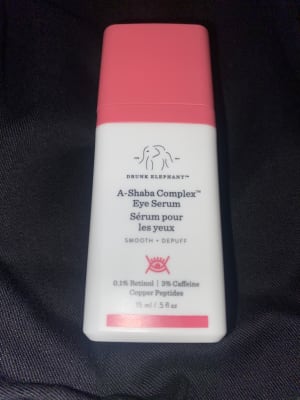 DRUNK ELEPHANT™
A-Shaba Complex™
Eye Serum
Sérum pour
les yeux
SMOOTH + DEPUFF
0.1% Retinol | 3% Caffeine
Copper Peptides
15 ml / .5 fl oz